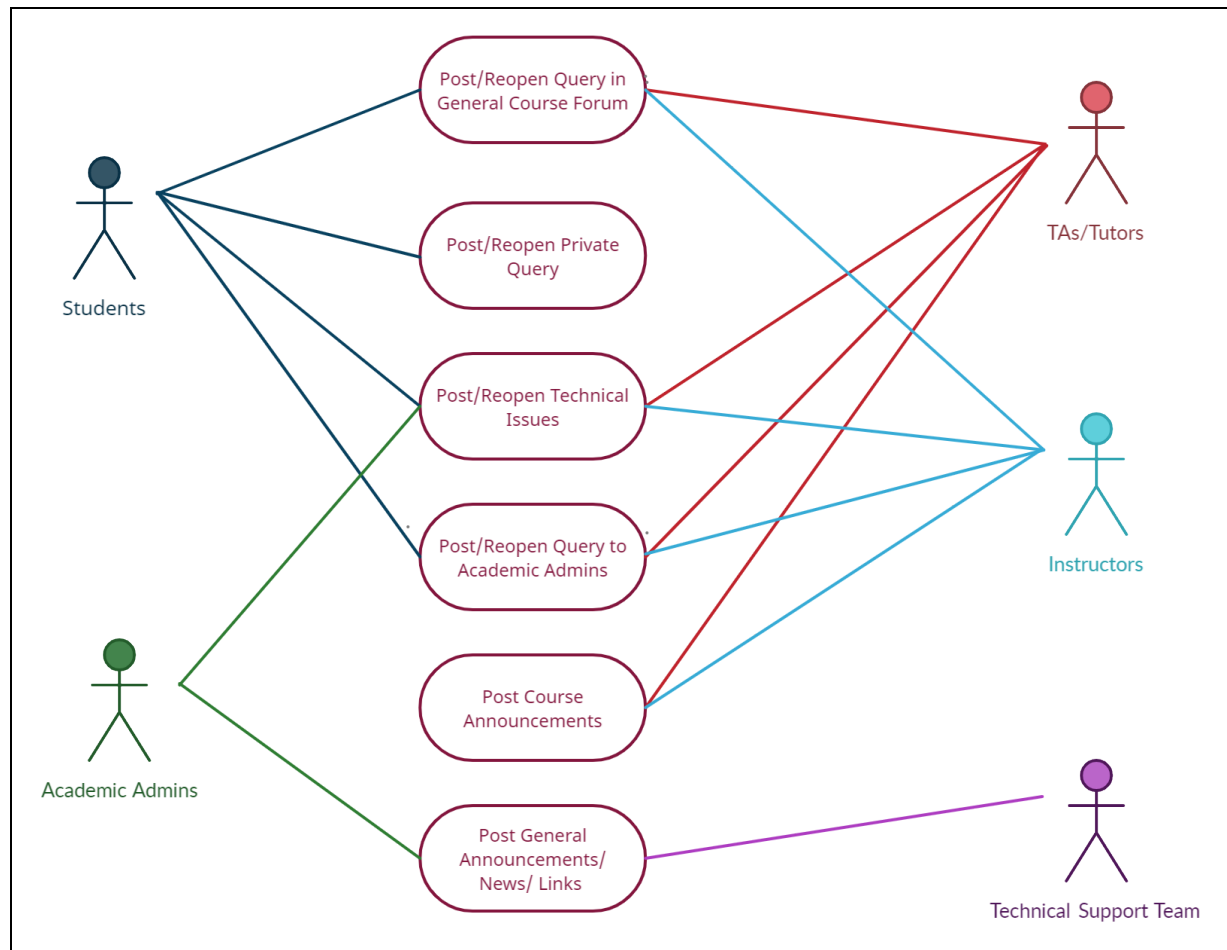 Post/Reopen Query in
General Course Forum
TAs/Tutors
Post/Reopen Private
Query
Students
Post/Reopen Technical
Issues
Post/Reopen Query to
Academic Admins
Instructors
Post Course
Announcements
Academic Admins
Post General
Announcements/
News/ Links
Technical Support Team